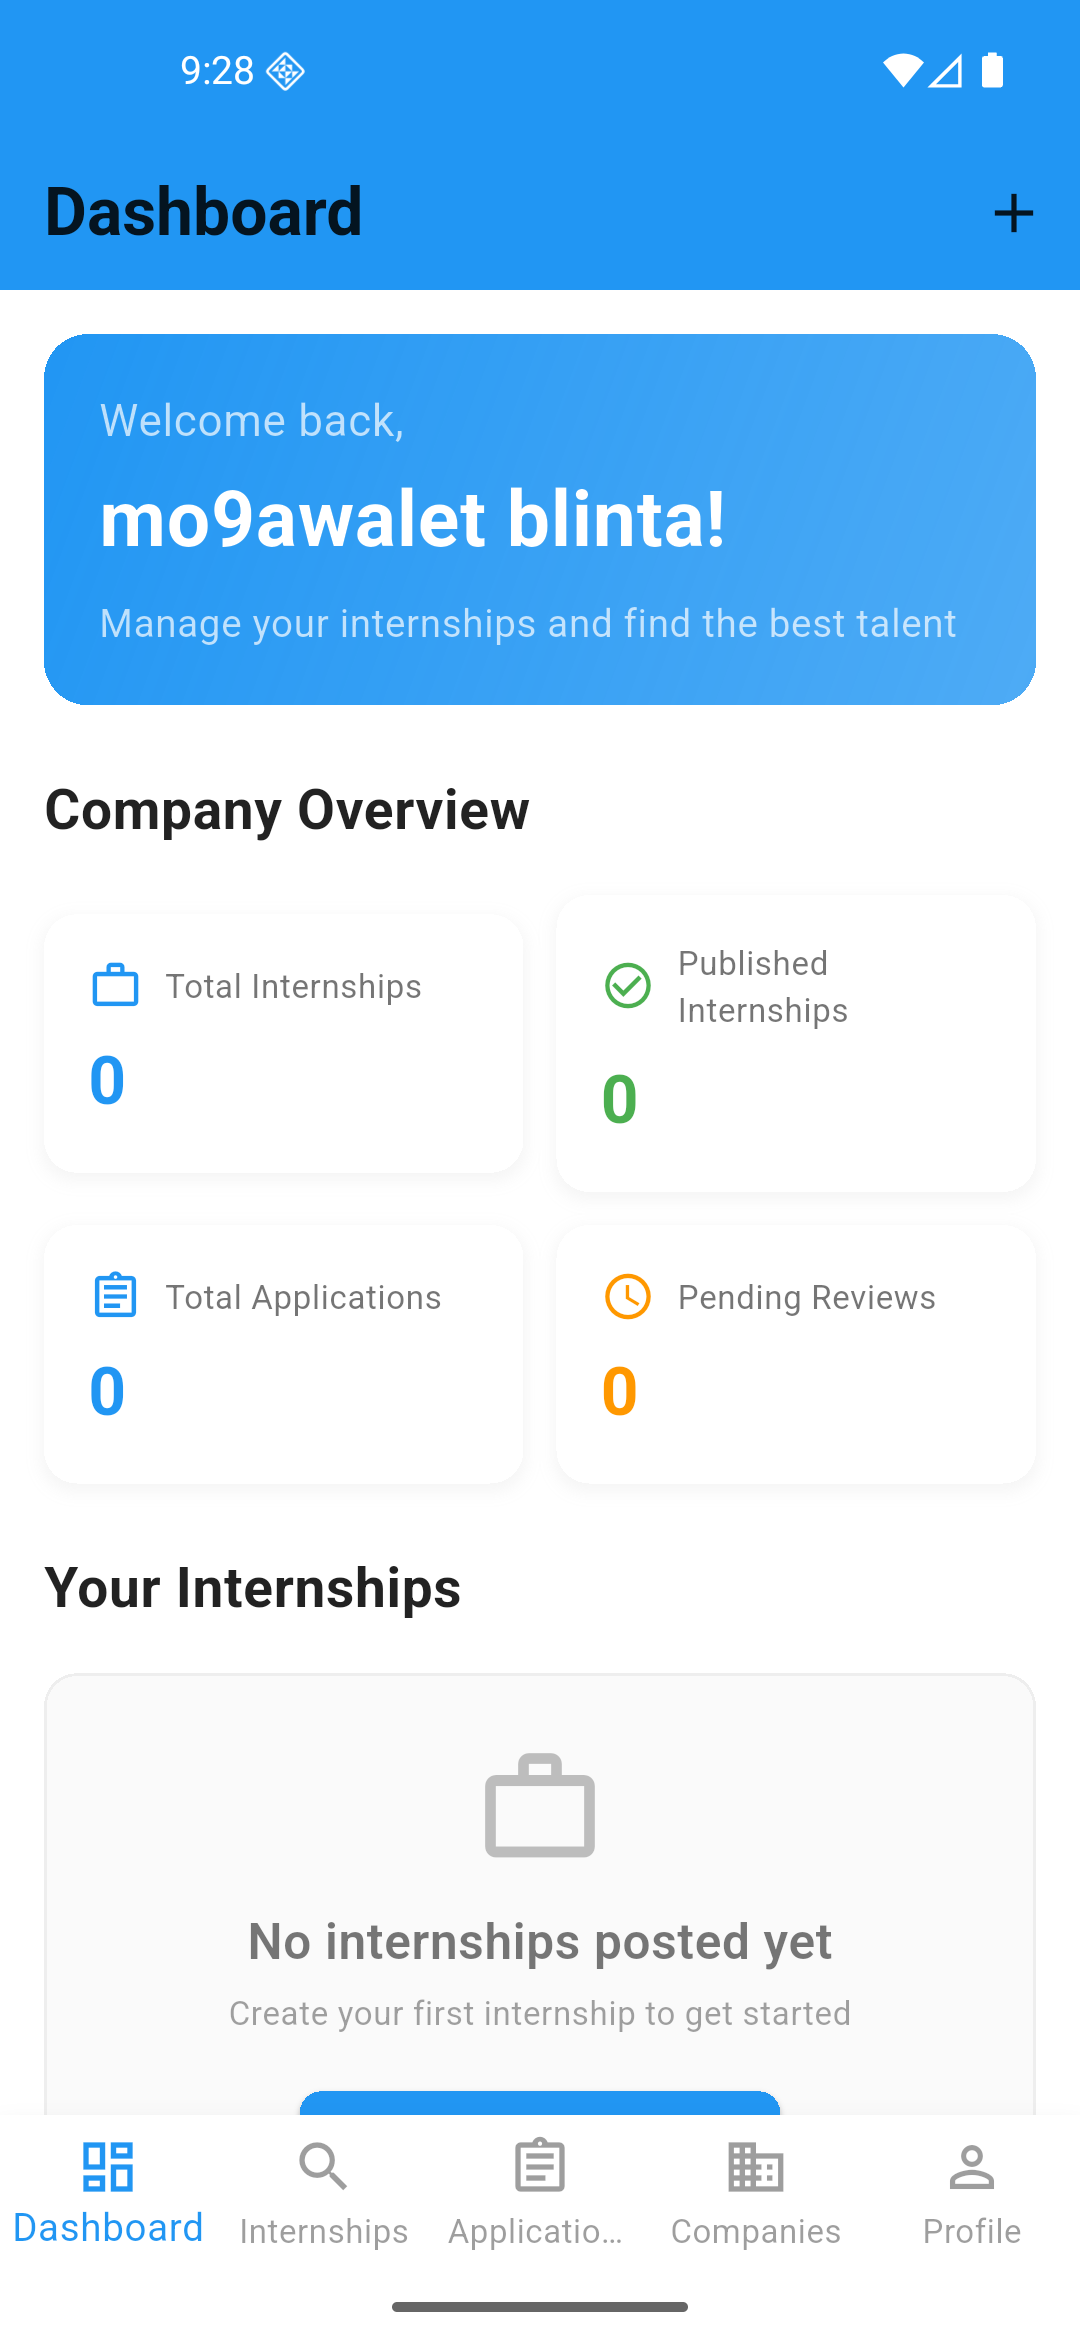 9:28
Dashboard
Welcome back,
mo9awalet blinta!
Manage your internships and find the best talent
Company Overview
Total Internships
0
Published
Internships
0
Total Applications
0
Pending Reviews
0
Your Internships
No internships posted yet
Create your first internship to get started
Dashboard
Internships
Applicatio...
Companies
Profile